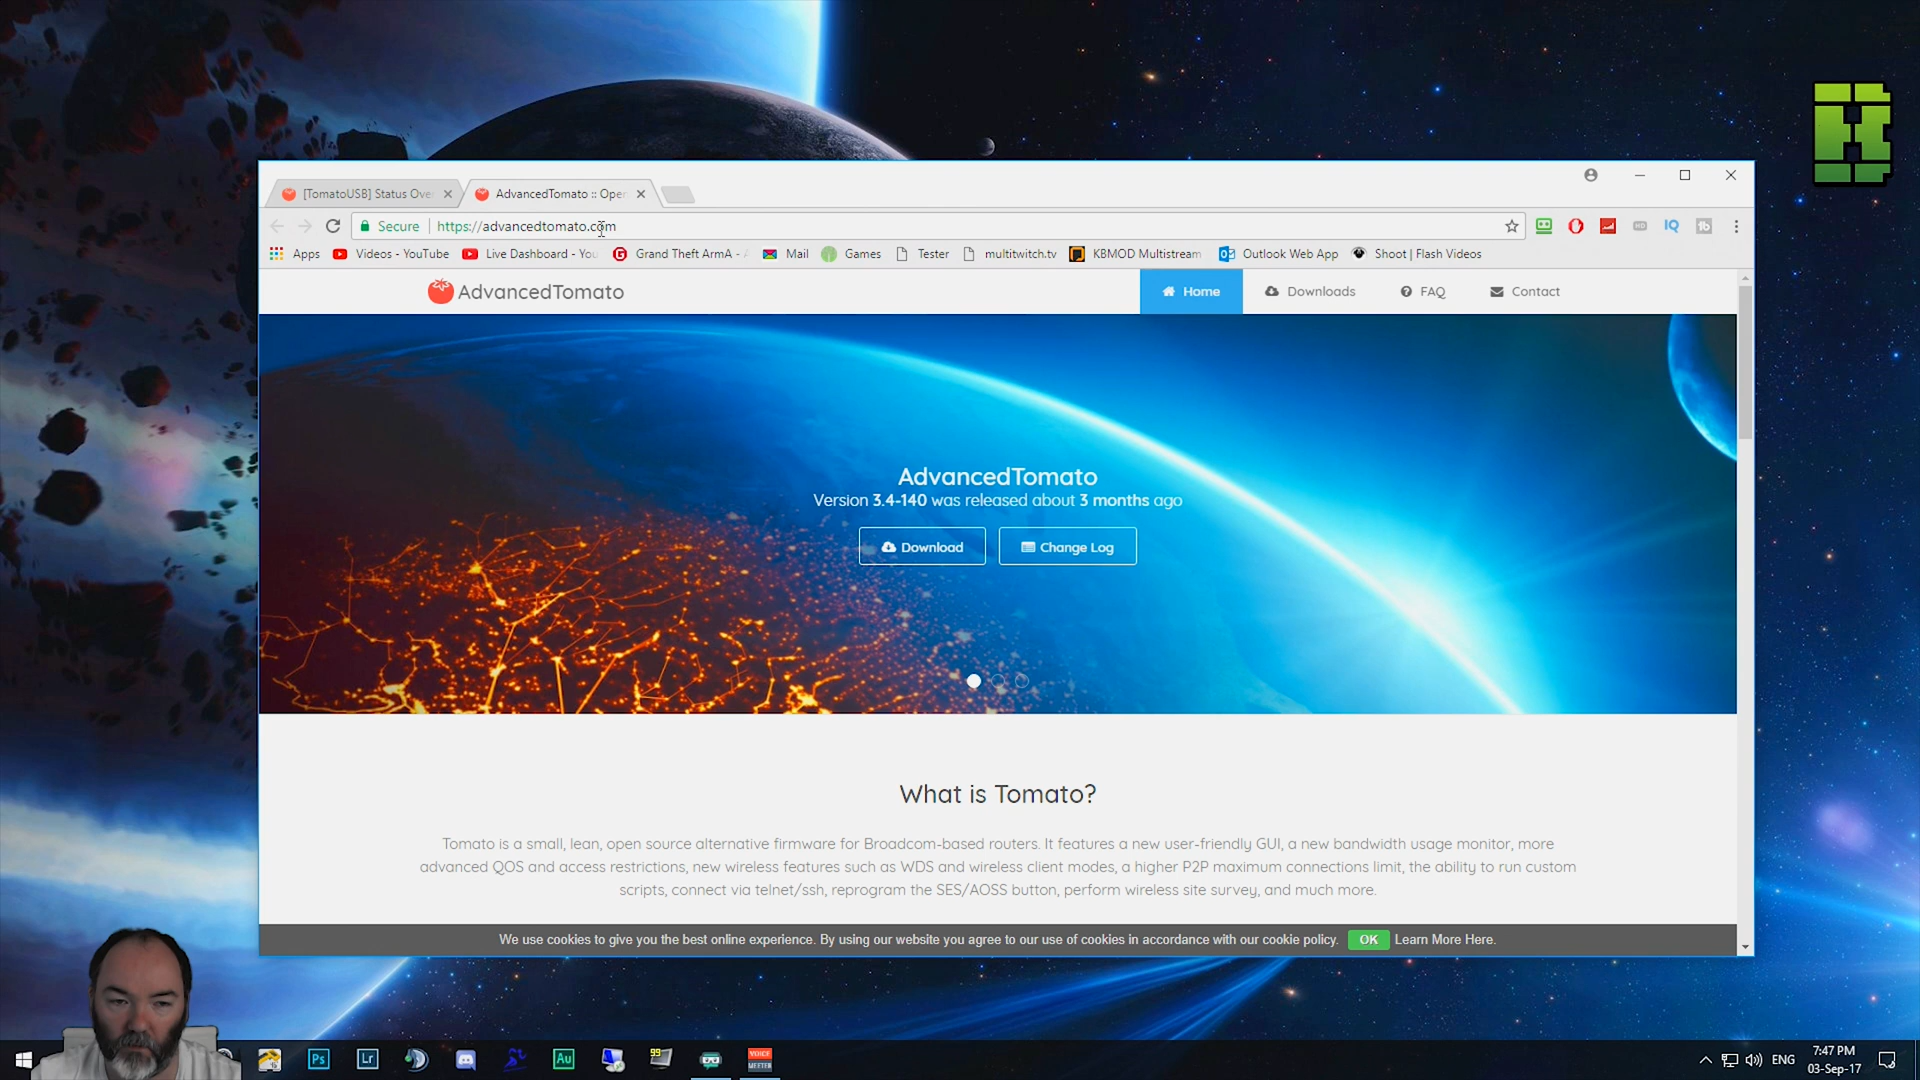 [TomatoUSB] Status Over
AdvancedTomato :: Open
Secure https://advancedtomato.com
Apps Videos - YouTube Live Dashboard - You Grand Theft ArmA - A Mail Games Tester multitwitch.tv KBMOD Multistream Outlook Web App Shoot | Flash Videos
AdvancedTomato
Home Downloads FAQ Contact
AdvancedTomato
Version 3.4-140 was released about 3 months ago
Download Change Log
What is Tomato?
Tomato is a small, lean, open source alternative firmware for Broadcom-based routers. It features a new user-friendly GUI, a new bandwidth usage monitor, more
advanced QOS and access restrictions, new wireless features such as WDS and wireless client modes, a higher P2P maximum connections limit, the ability to run custom
scripts, connect via telnet/ssh, reprogram the SES/AOSS button, perform wireless site survey, and much more.
We use cookies to give you the best online experience. By using our website you agree to our use of cookies in accordance with our cookie policy. OK Learn More Here.
Ps Lr Au 99 VOICE
MEETER
ENG
7:47 PM
03-Sep-17